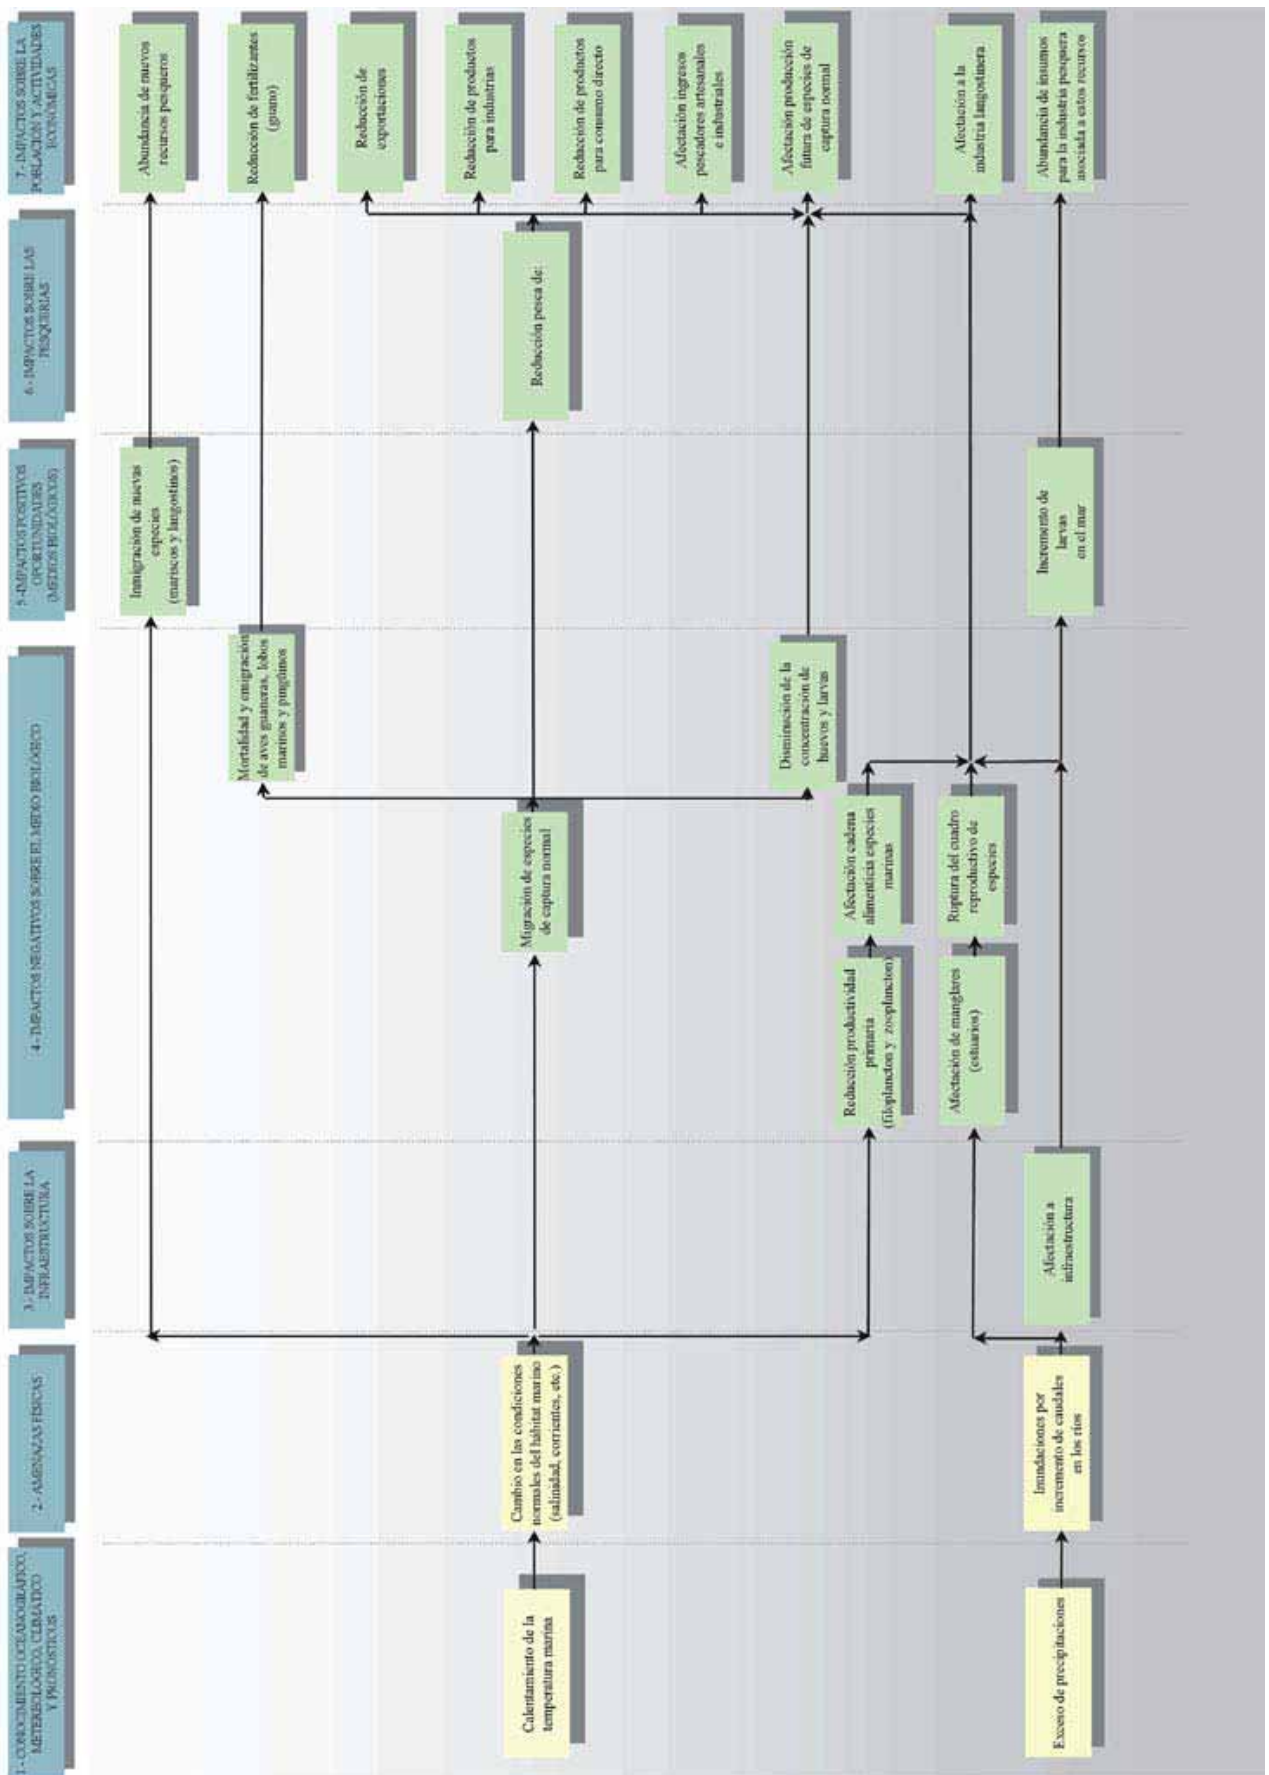 1.- CONOCIMIENTO OCEANOGRÁFICO,
METEREOLÓGICO, CLIMÁTICO
Y PRONÓSTICOS
2.- AMENAZAS FÍSICAS
3.- IMPACTOS SOBRE LA
INFRAESTRUCTURA
4.- IMPACTOS NEGATIVOS SOBRE EL MEDIO BIOLÓGICO
5.-IMPACTOS POSITIVOS
OPORTUNIDADES
(MEDIOS BIOLÓGICOS)
6.- IMPACTOS SOBRE LAS
PESQUERIAS
7.- IMPACTOS SOBRE LA
POBLACIÓN Y ACTIVIDADES
ECONÓMICAS
Inmigración de nuevas
especies
(mariscos y langostinos)
Abundancia de nuevos
recursos pesqueros
Mortalidad y emigración
de aves guaneras, lobos
marinos y pingüinos
Reducción de fertilizantes
(guano)
Reducción de
exportaciones
Reducción de productos
para industrias
Calentamiento de la
temperatura marina
Cambio en las condiciones
normales del hábitat marino
(salinidad, corrientes, etc.)
Migración de especies
de captura normal
Reducción pesca de:
Reducción de productos
para consumo directo
Afectación ingresos
pescadores artesanales
e industriales
Disminución de la
concentración de
huevos y larvas
Afectación producción
futura de especies de
captura normal
Reducción productividad
primaria
(filoplancton y zooplancton)
Afectación cadena
alimenticia especies
marinas
Afectación de manglares
(estuarios)
Ruptura del cuadro
reproductivo de
especies
Afectación a la
industria langostinera
Exceso de precipitaciones
Inundaciones por
incremento de caudales
en los ríos
Afectación a
infraestructura
Incremento de
larvas
en el mar
Abundancia de insumos
para la industria pesquera
asociada a estos recursos